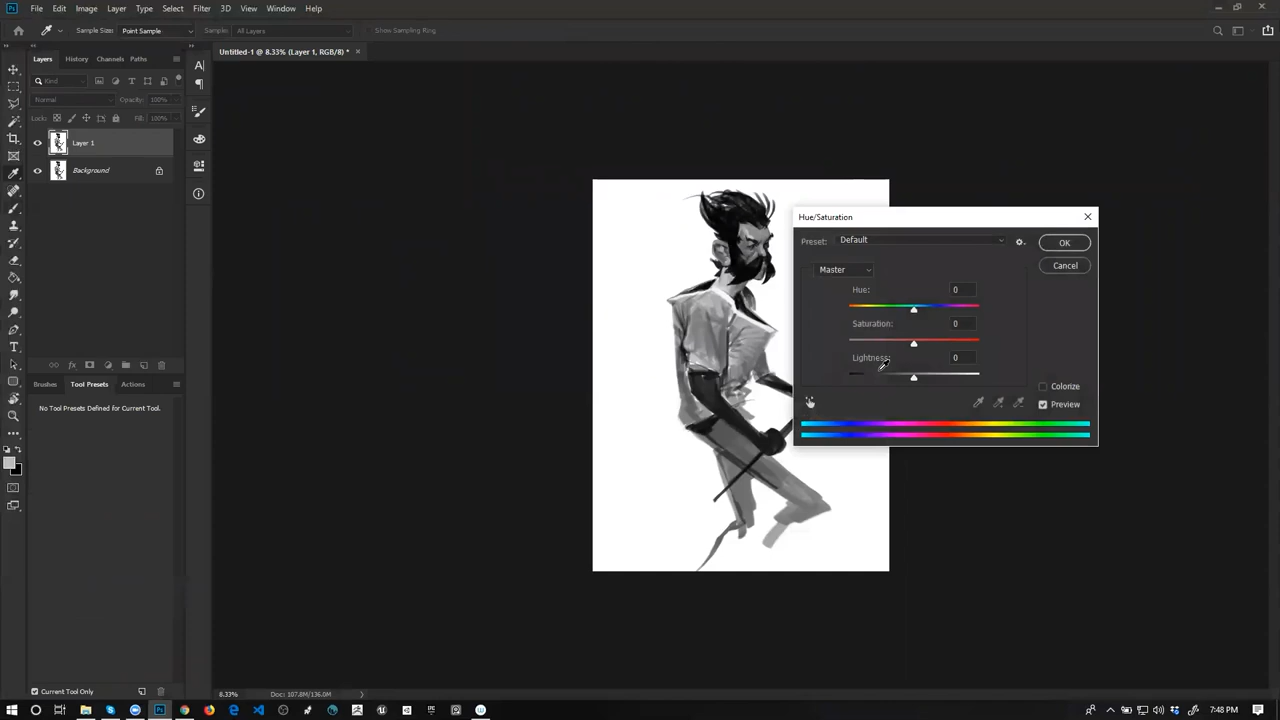 Ps File Edit Image Layer Type Select Filter 3D View Window Help
Sample Size: Point Sample Samples: All Layers Show Sampling Ring
Layers History Channels Paths
Untitled-1 @ 8.33% (Layer 1, RGB/8) * ×
Kind
Normal Opacity: 100%
Lock: Fill: 100%
Layer 1
Background
Hue/Saturation
Preset: Default OK
Cancel
Master
Hue: 0
Saturation: 0
Lightness: 0
Colorize
Preview
Brushes Tool Presets Actions
No Tool Presets Defined for Current Tool.
Current Tool Only
8.33% Doc: 107.8M/136.0M
7:48 PM